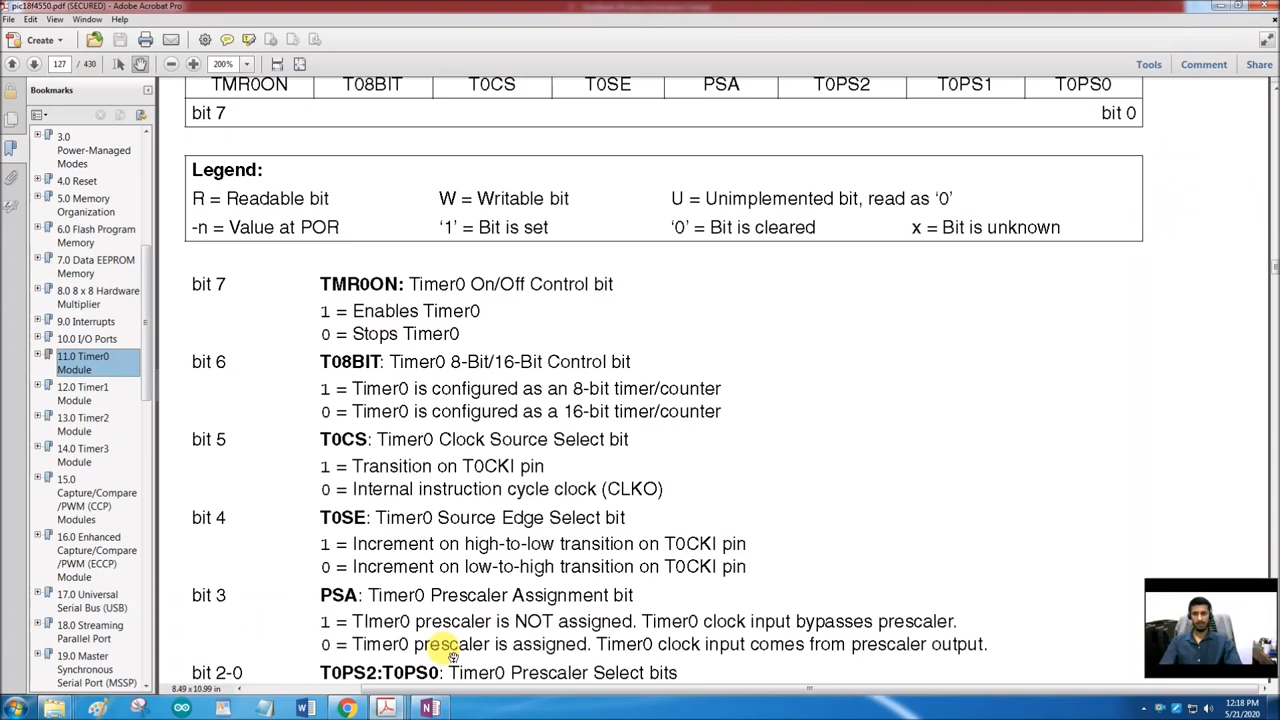 pic18f4550.pdf (SECURED) - Adobe Acrobat Pro
File Edit View Window Help
Create
127 / 430
200%
Tools Comment Share
Bookmarks
3.0
Power-Managed
Modes
4.0 Reset
5.0 Memory
Organization
6.0 Flash Program
Memory
7.0 Data EEPROM
Memory
8.0 8 x 8 Hardware
Multiplier
9.0 Interrupts
10.0 I/O Ports
11.0 Timer0
Module
12.0 Timer1
Module
13.0 Timer2
Module
14.0 Timer3
Module
15.0
Capture/Compare
/PWM (CCP)
Modules
16.0 Enhanced
Capture/Compare
/PWM (ECCP)
Module
17.0 Universal
Serial Bus (USB)
18.0 Streaming
Parallel Port
19.0 Master
Synchronous
Serial Port (MSSP)
TMR0ON T08BIT T0CS T0SE PSA T0PS2 T0PS1 T0PS0
bit 7 bit 0
Legend:
R = Readable bit W = Writable bit U = Unimplemented bit, read as ‘0’
-n = Value at POR ‘1’ = Bit is set ‘0’ = Bit is cleared x = Bit is unknown
bit 7 TMR0ON: Timer0 On/Off Control bit
1 = Enables Timer0
0 = Stops Timer0
bit 6 T08BIT: Timer0 8-Bit/16-Bit Control bit
1 = Timer0 is configured as an 8-bit timer/counter
0 = Timer0 is configured as a 16-bit timer/counter
bit 5 T0CS: Timer0 Clock Source Select bit
1 = Transition on T0CKI pin
0 = Internal instruction cycle clock (CLKO)
bit 4 T0SE: Timer0 Source Edge Select bit
1 = Increment on high-to-low transition on T0CKI pin
0 = Increment on low-to-high transition on T0CKI pin
bit 3 PSA: Timer0 Prescaler Assignment bit
1 = TImer0 prescaler is NOT assigned. Timer0 clock input bypasses prescaler.
0 = Timer0 prescaler is assigned. Timer0 clock input comes from prescaler output.
bit 2-0 T0PS2:T0PS0: Timer0 Prescaler Select bits
8.49 x 10.99 in
12:18 PM
5/21/2020